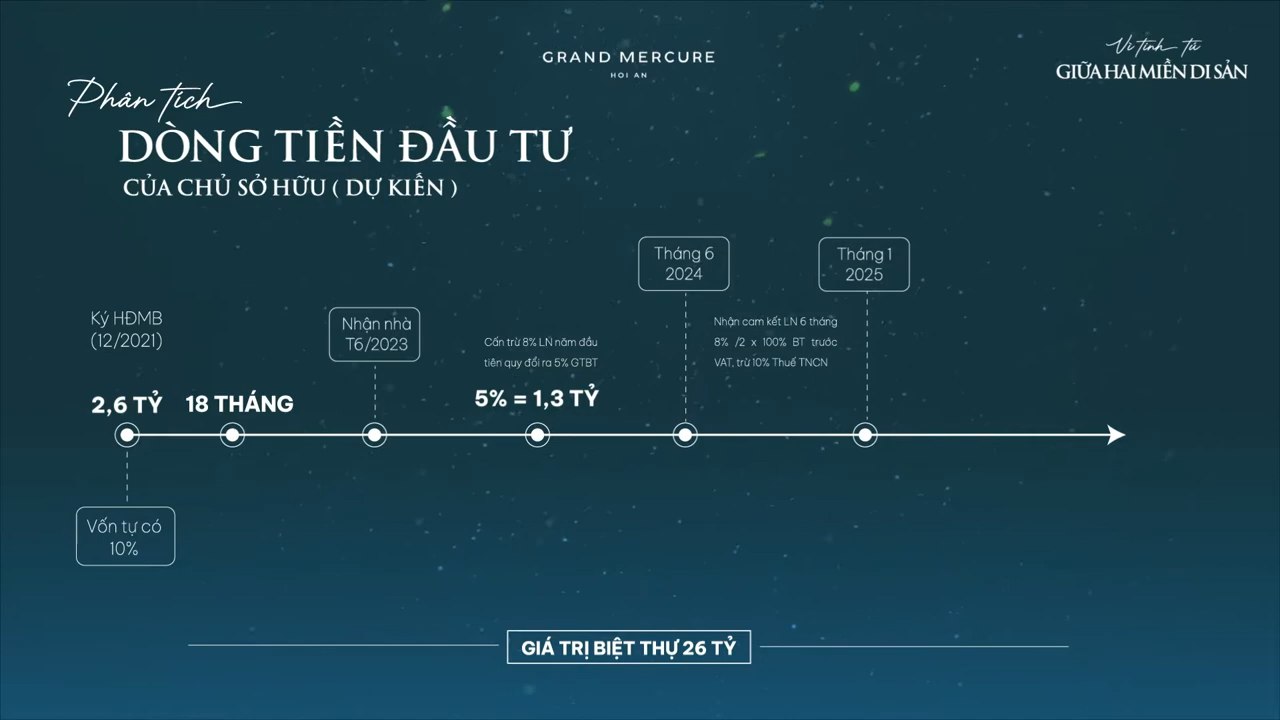 GRAND MERCURE
HOI AN
Vì tinh tú
GIỮA HAI MIỀN DI SẢN
Phân tích
DÒNG TIỀN ĐẦU TƯ
CỦA CHỦ SỞ HỮU ( DỰ KIẾN )
Ký HĐMB
(12/2021)
2,6 TỶ
18 THÁNG
Nhận nhà
T6/2023
Cấn trừ 8% LN năm đầu
tiên quy đổi ra 5% GTBT
5% = 1,3 TỶ
Tháng 6
2024
Nhận cam kết LN 6 tháng
8% /2 x 100% BT trước
VAT, trừ 10% Thuế TNCN
Tháng 1
2025
Vốn tự có
10%
GIÁ TRỊ BIỆT THỰ 26 TỶ